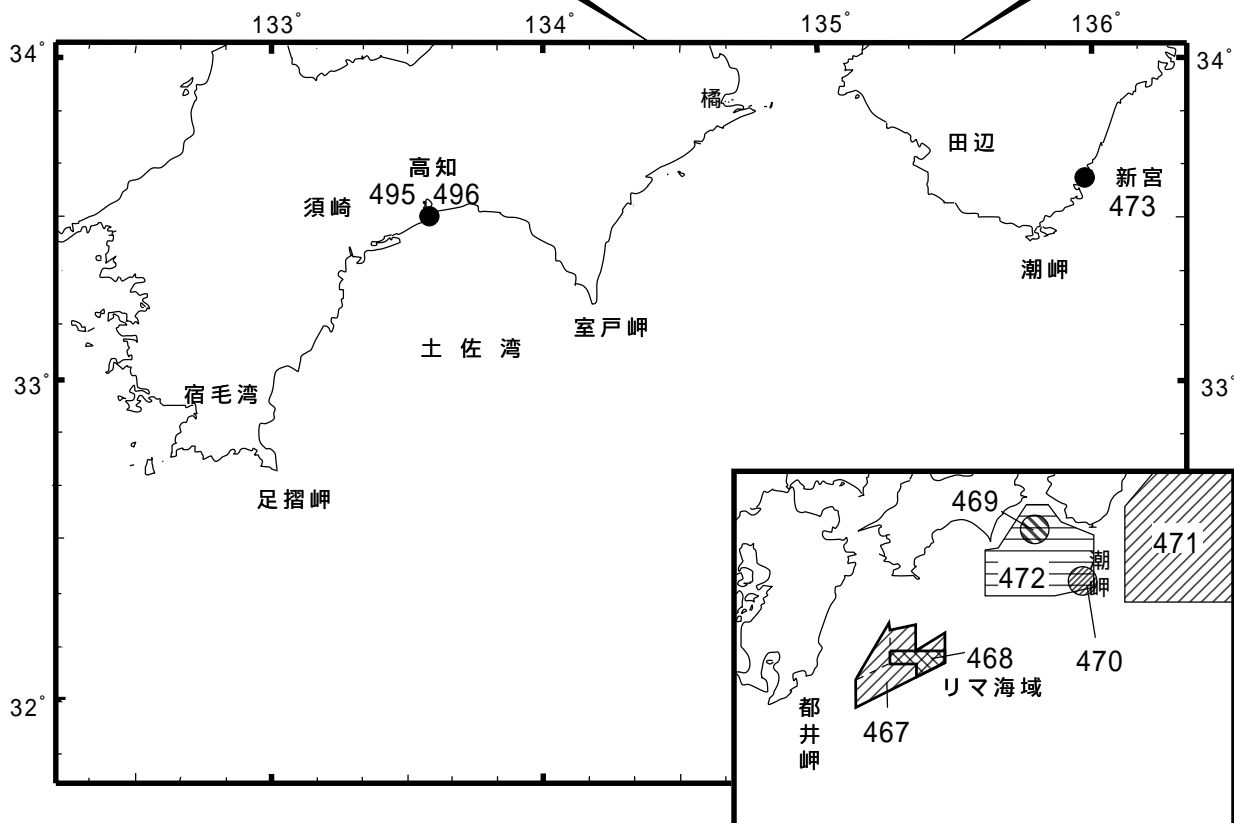 133°
134°
135°
136°
34°
34°
橘
田辺
高知
新宮
495 496
473
須崎
潮岬
室戸岬
土佐湾
33°
33°
宿毛湾
足摺岬
469
471
潮岬
472
468
470
リマ海域
32°
都井岬
467